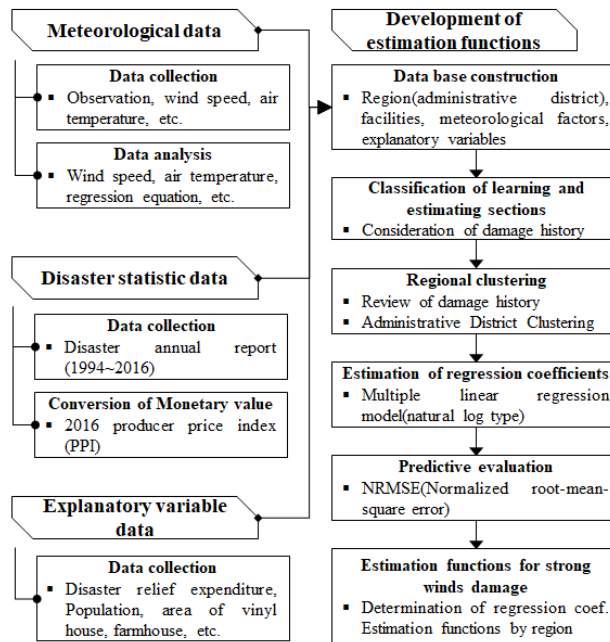 Meteorological data
Data collection
▪ Observation, wind speed, air
temperature, etc.
Data analysis
▪ Wind speed, air temperature,
regression equation, etc.
Disaster statistic data
Data collection
▪ Disaster annual report
(1994~2016)
Conversion of Monetary value
▪ 2016 producer price index
(PPI)
Explanatory variable
data
Data collection
▪ Disaster relief expenditure,
Population, area of vinyl
house, farmhouse, etc.
Development of
estimation functions
Data base construction
▪ Region(administrative district),
facilities, meteorological factors,
explanatory variables
Classification of learning and
estimating sections
▪ Consideration of damage history
Regional clustering
▪ Review of damage history
▪ Administrative District Clustering
Estimation of regression coefficients
▪ Multiple linear regression
model(natural log type)
Predictive evaluation
▪ NRMSE(Normalized root-mean-
square error)
Estimation functions for strong
winds damage
▪ Determination of regression coef.
Estimation functions by region